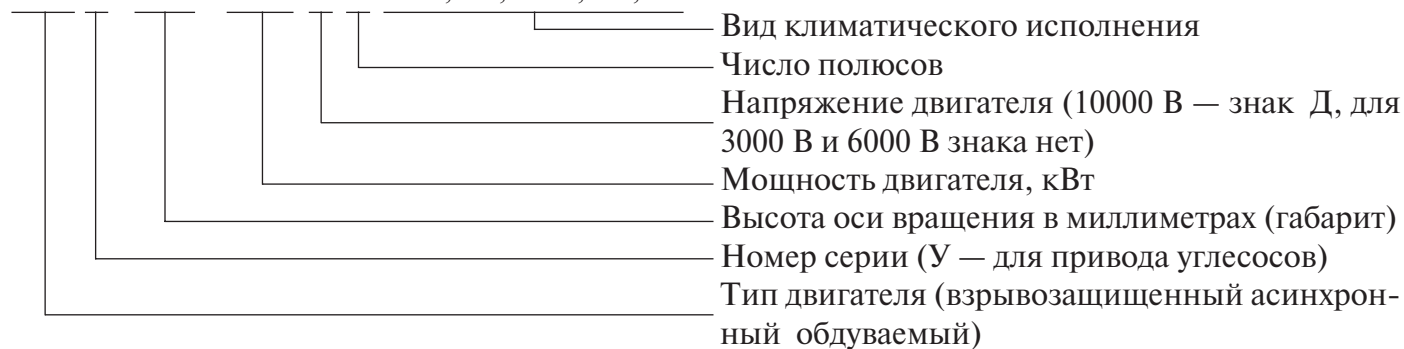 Вид климатического исполнения
Число полюсов
Напряжение двигателя (10000 В — знак Д, для
3000 В и 6000 В знака нет)
Мощность двигателя, кВт
Высота оси вращения в миллиметрах (габарит)
Номер серии (У — для привода углесосов)
Тип двигателя (взрывозащищенный асинхрон-
ный обдуваемый)